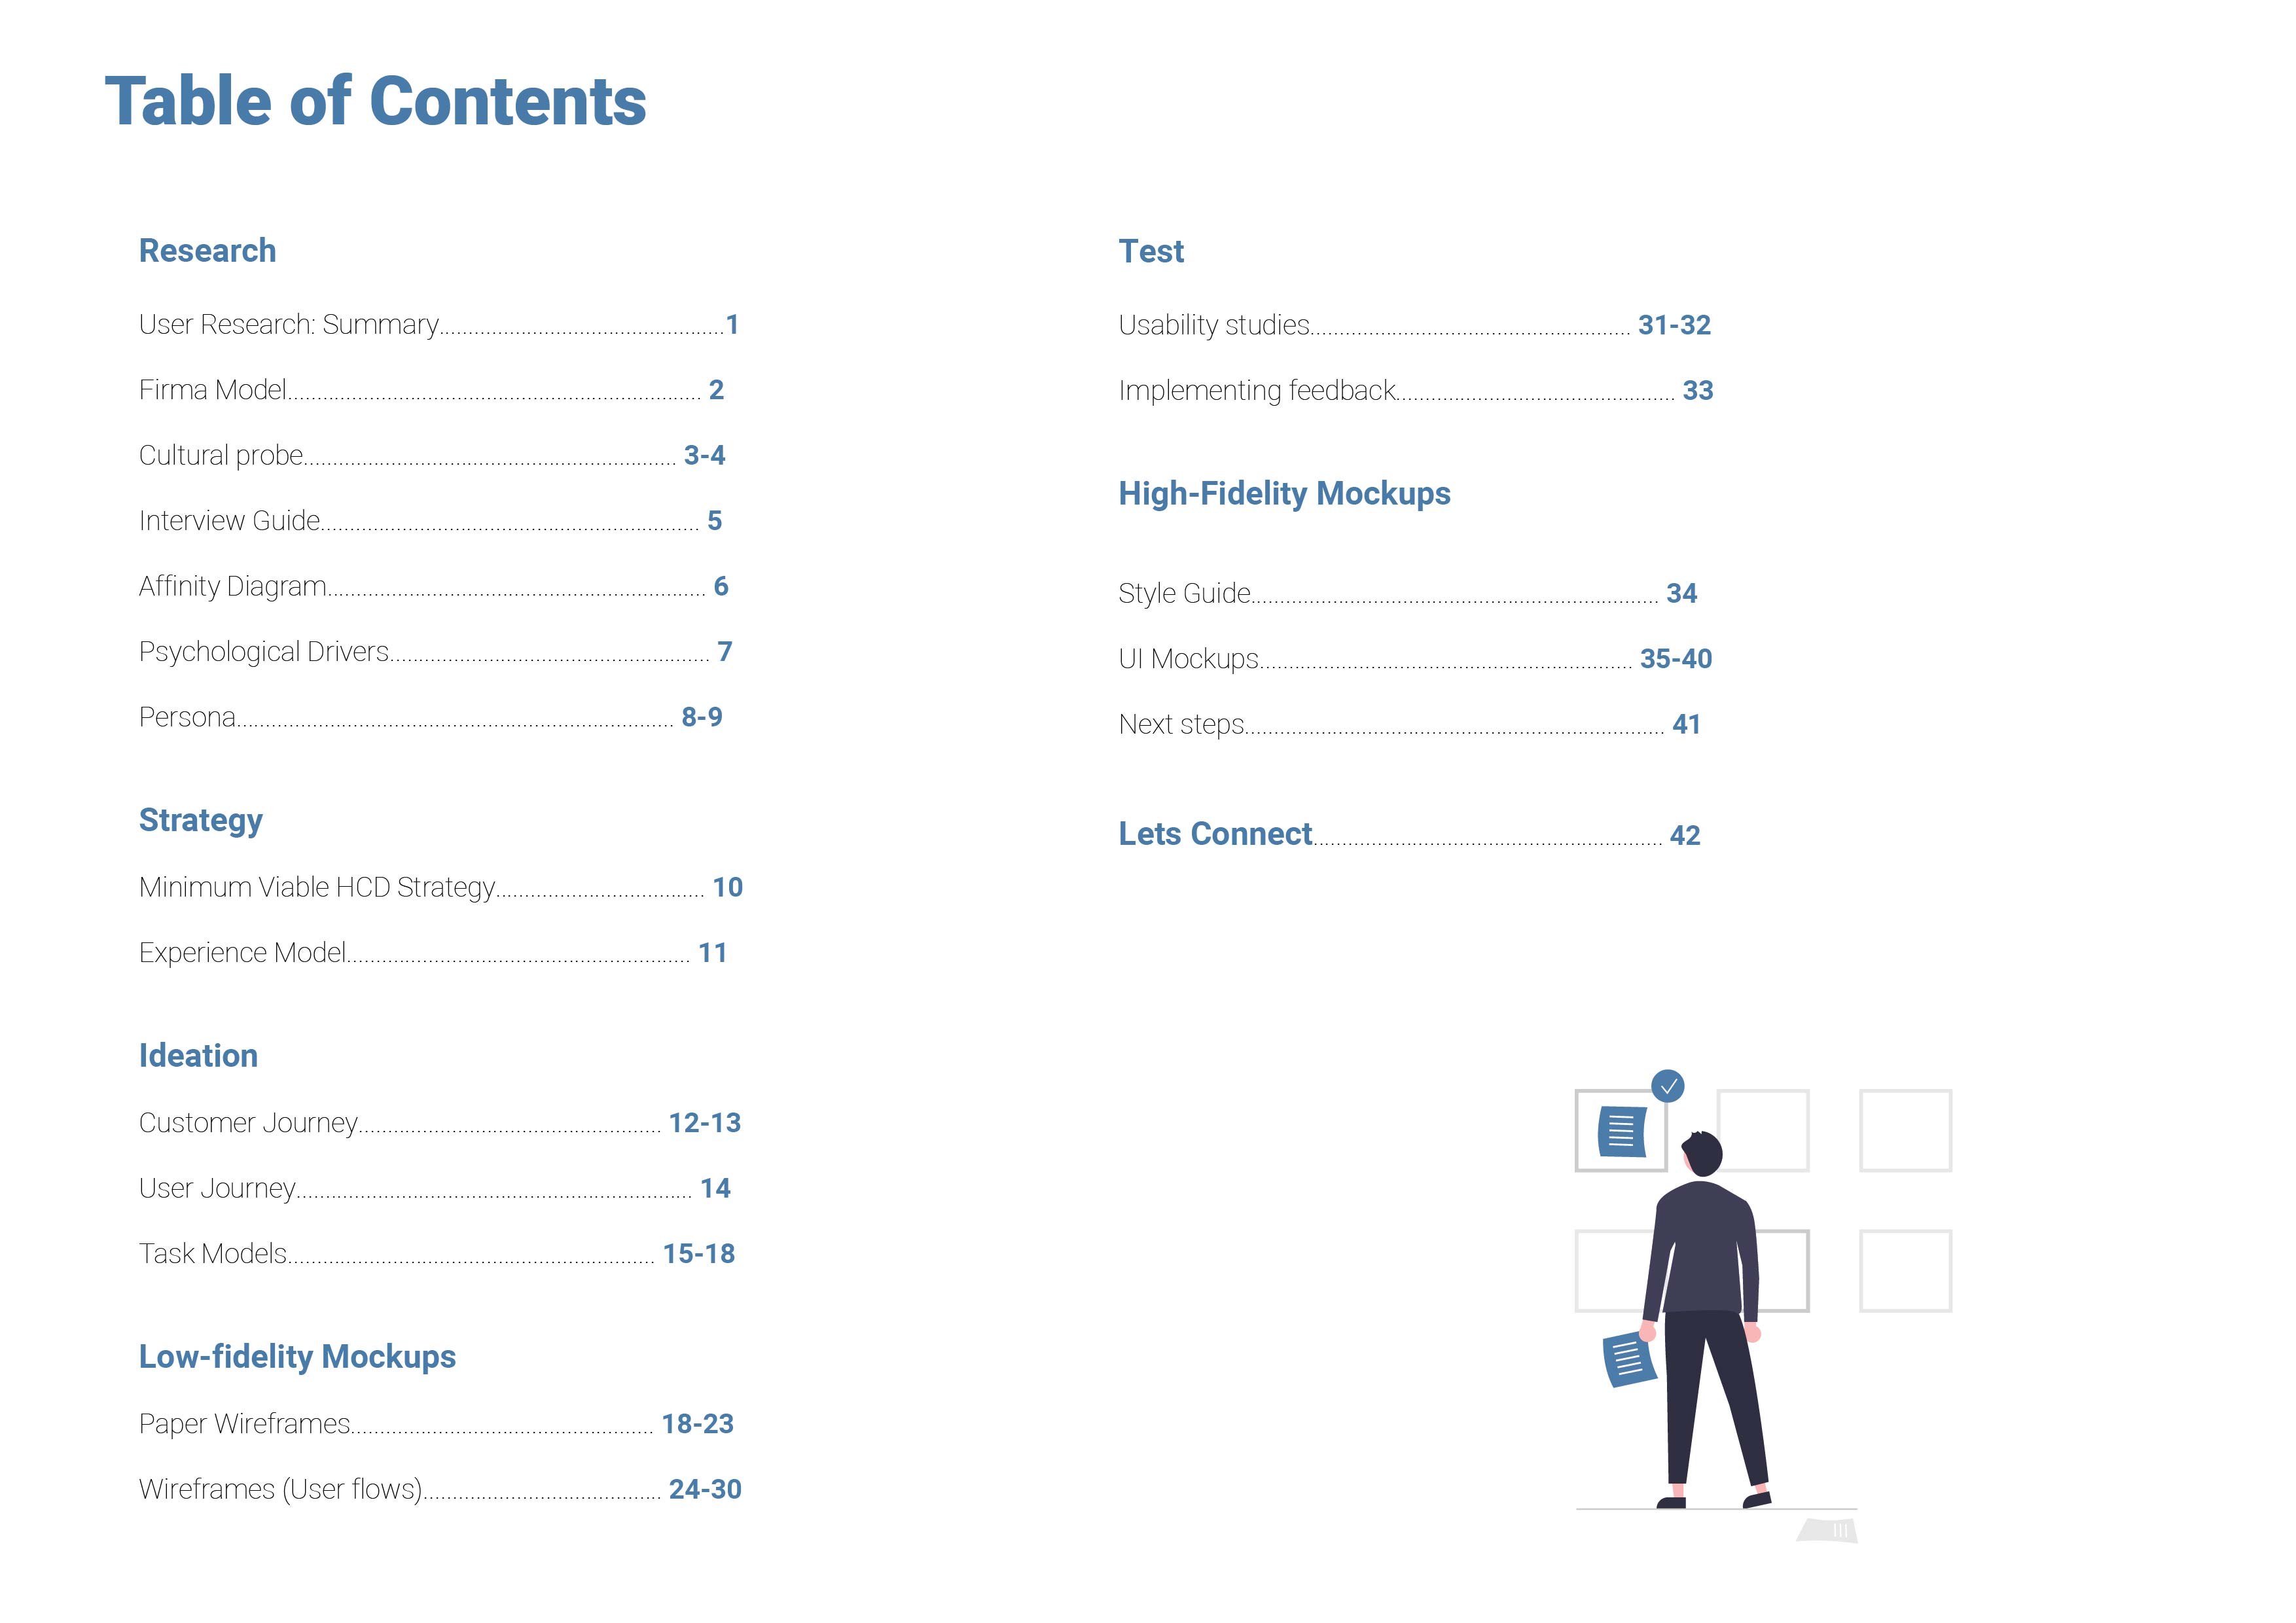 Table of Contents
Research
User Research: Summary................................................1
Firma Model........................................................................ 2
Cultural probe............................................................... 3-4
Interview Guide................................................................ 5
Affinity Diagram................................................................ 6
Psychological Drivers...................................................... 7
Persona.......................................................................... 8-9
Strategy
Minimum Viable HCD Strategy................................... 10
Experience Model.......................................................... 11
Ideation
Customer Journey................................................... 12-13
User Journey................................................................... 14
Task Models.............................................................. 15-18
Low-fidelity Mockups
Paper Wireframes................................................... 18-23
Wireframes (User flows)........................................ 24-30
Test
Usability studies...................................................... 31-32
Implementing feedback............................................... 33
High-Fidelity Mockups
Style Guide..................................................................... 34
UI Mockups............................................................... 35-40
Next steps....................................................................... 41
Lets Connect........................................................... 42